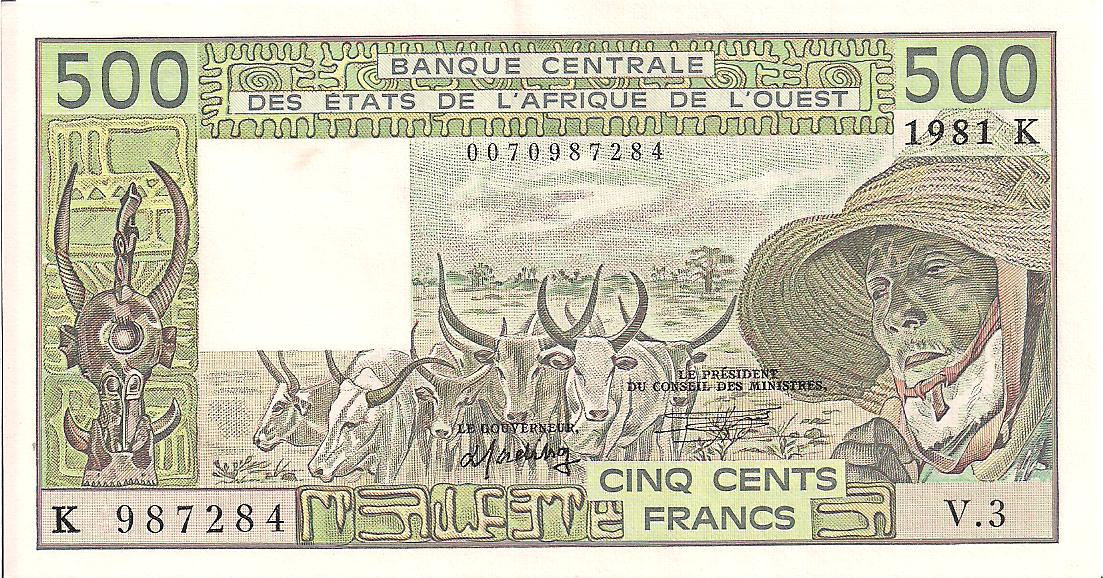 500
BANQUE CENTRALE
DES ÉTATS DE L'AFRIQUE DE L'OUEST
500
1981 K
0070987284
LE PRÉSIDENT
DU CONSEIL DES MINISTRES,
LE GOUVERNEUR,
CINQ CENTS
FRANCS
K 987284
V.3